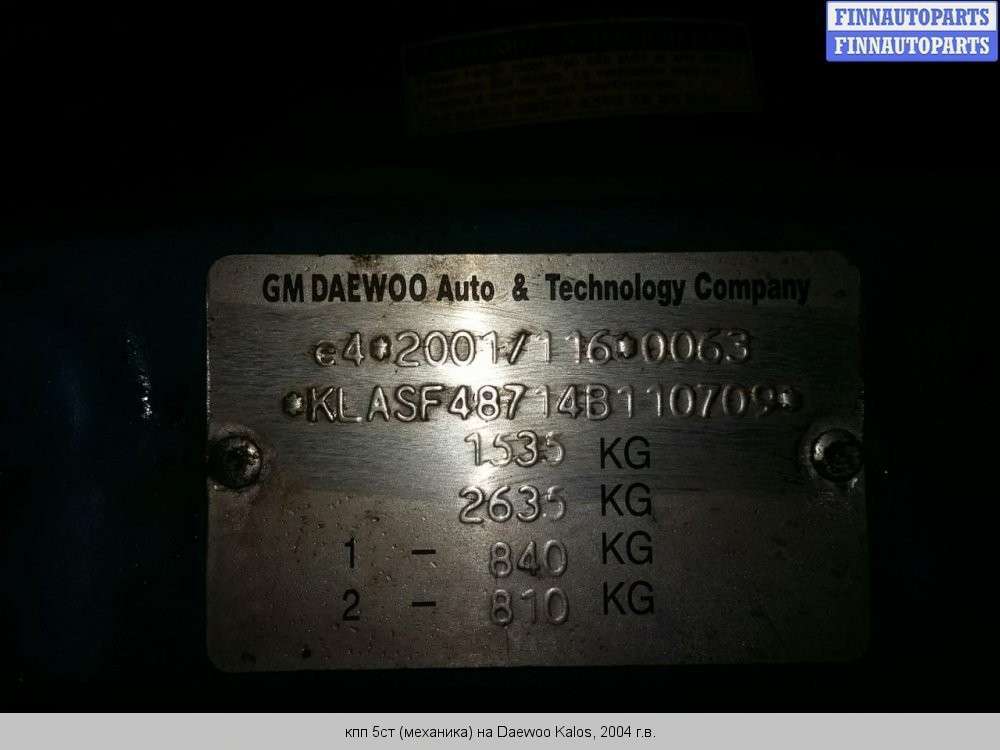 FINNAUTOPARTS
FINNAUTOPARTS
GM DAEWOO Auto & Technology Company
e4*2001/116*0063
*KLASF48714B110709*
1535 KG
2635 KG
1 - 840 KG
2 - 810 KG
кпп 5ст (механика) на Daewoo Kalos, 2004 г.в.